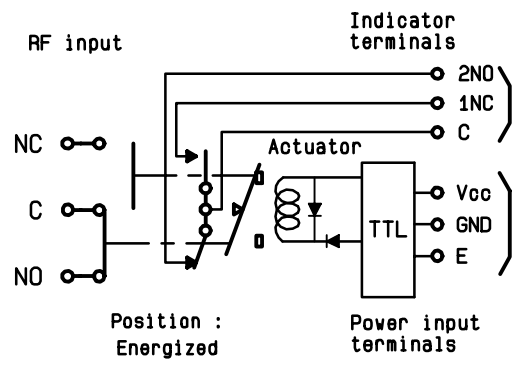 Indicator
terminals
RF input
2NO
1NC
C
Actuator
NC
C
NO
TTL
Vcc
GND
E
Position :
Energized
Power input
terminals